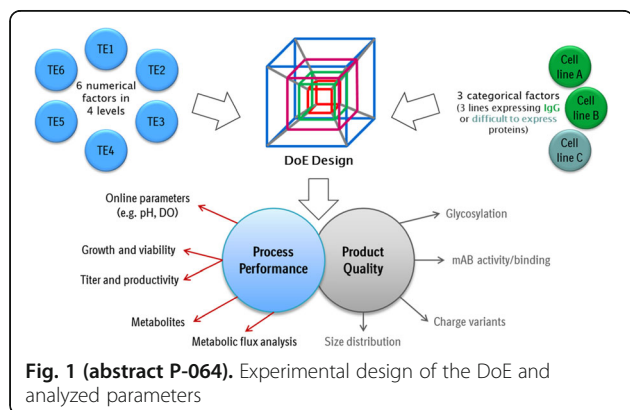 TE1
TE6
TE2
6 numerical
factors in
4 levels
TE5
TE3
TE4
DoE Design
3 categorical factors
(3 lines expressing IgG
or difficult to express
proteins)
Cell
line A
Cell
line B
Cell
line C
Online parameters
(e.g. pH, DO)
Growth and viability
Titer and productivity
Metabolites
Metabolic flux analysis
Process
Performance
Product
Quality
Glycosylation
mAB activity/binding
Charge variants
Size distribution
Fig. 1 (abstract P-064). Experimental design of the DoE and
analyzed parameters